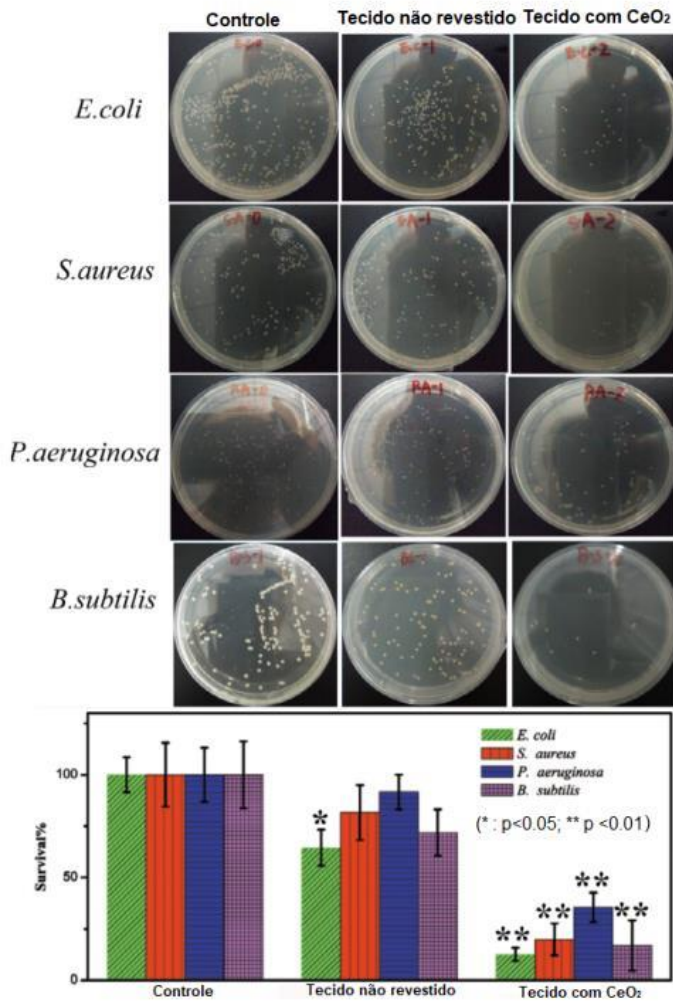 Controle Tecido não revestido Tecido com CeO₂
E.coli
S.aureus
P.aeruginosa
B.subtilis
E.C-1
E.C-2
SA-0
SA-1
SA-2
PA-1
PA-2
100
50
0
Survival%
E. coli
S. aureus
P. aeruginosa
B. subtilis
(* : p<0.05; ** p <0.01)
*
**
**
**
**
Controle Tecido não revestido Tecido com CeO₂